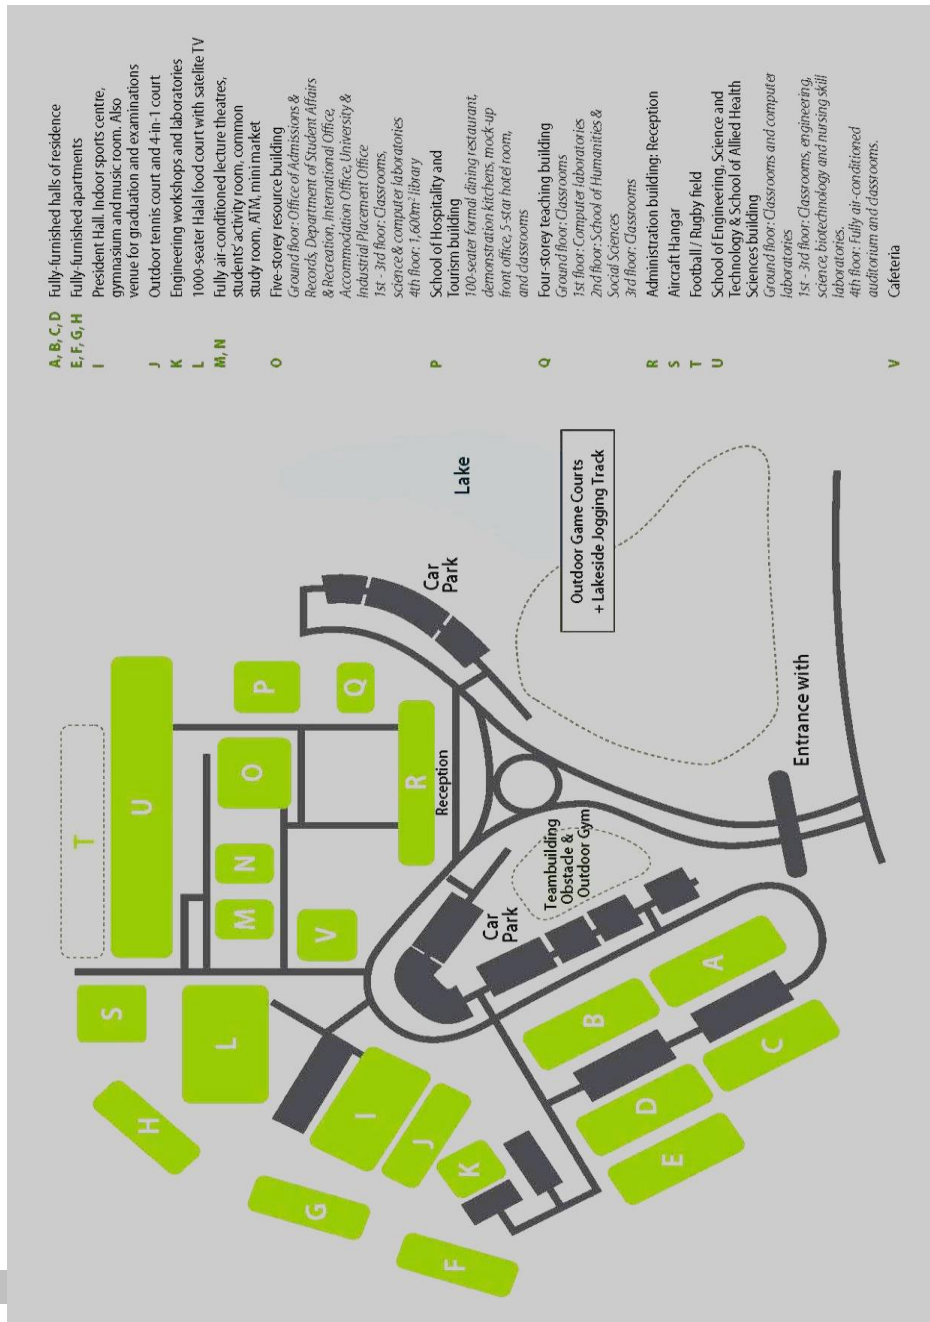 T
S
U
H
L
M
N
O
P
G
I
V
Q
J
R
Reception
F
K
Car
Park
Car
Park
Lake
B
A
D
C
E
Teambuilding
Obstacle &
Outdoor Gym
Outdoor Game Courts
+ Lakeside Jogging Track
Entrance with
A, B, C, D Fully-furnished halls of residence
E, F, G, H Fully-furnished apartments
I President Hall. Indoor sports centre,
gymnasium and music room. Also
venue for graduation and examinations
J Outdoor tennis court and 4-in-1 court
K Engineering workshops and laboratories
L 1000-seater Halal food court with satelite TV
M, N Fully air-conditioned lecture theatres,
students' activity room, common
study room, ATM, mini market
O Five-storey resource building
Ground floor: Office of Admissions &
Records, Department of Student Affairs
& Recreation, International Office,
Accommodation Office, University &
Industrial Placement Office
1st - 3rd floor: Classrooms,
science & computer laboratories
4th floor: 1,600m² library
P School of Hospitality and
Tourism building
100-seater formal dining restaurant,
demonstration kitchens, mock-up
front office, 5-star hotel room,
and classrooms
Q Four-storey teaching building
Ground floor: Classrooms
1st floor: Computer laboratories
2nd floor: School of Humanities &
Social Sciences
3rd floor: Classrooms
R Administration building: Reception
S Aircraft Hangar
T Football / Rugby field
U School of Engineering, Science and
Technology & School of Allied Health
Sciences building
Ground floor: Classrooms and computer
laboratories
1st - 3rd floor: Classrooms, engineering,
science, biotechnology and nursing skill
laboratories.
4th floor: Fully air-conditioned
auditorium and classrooms.
V Cafeteria